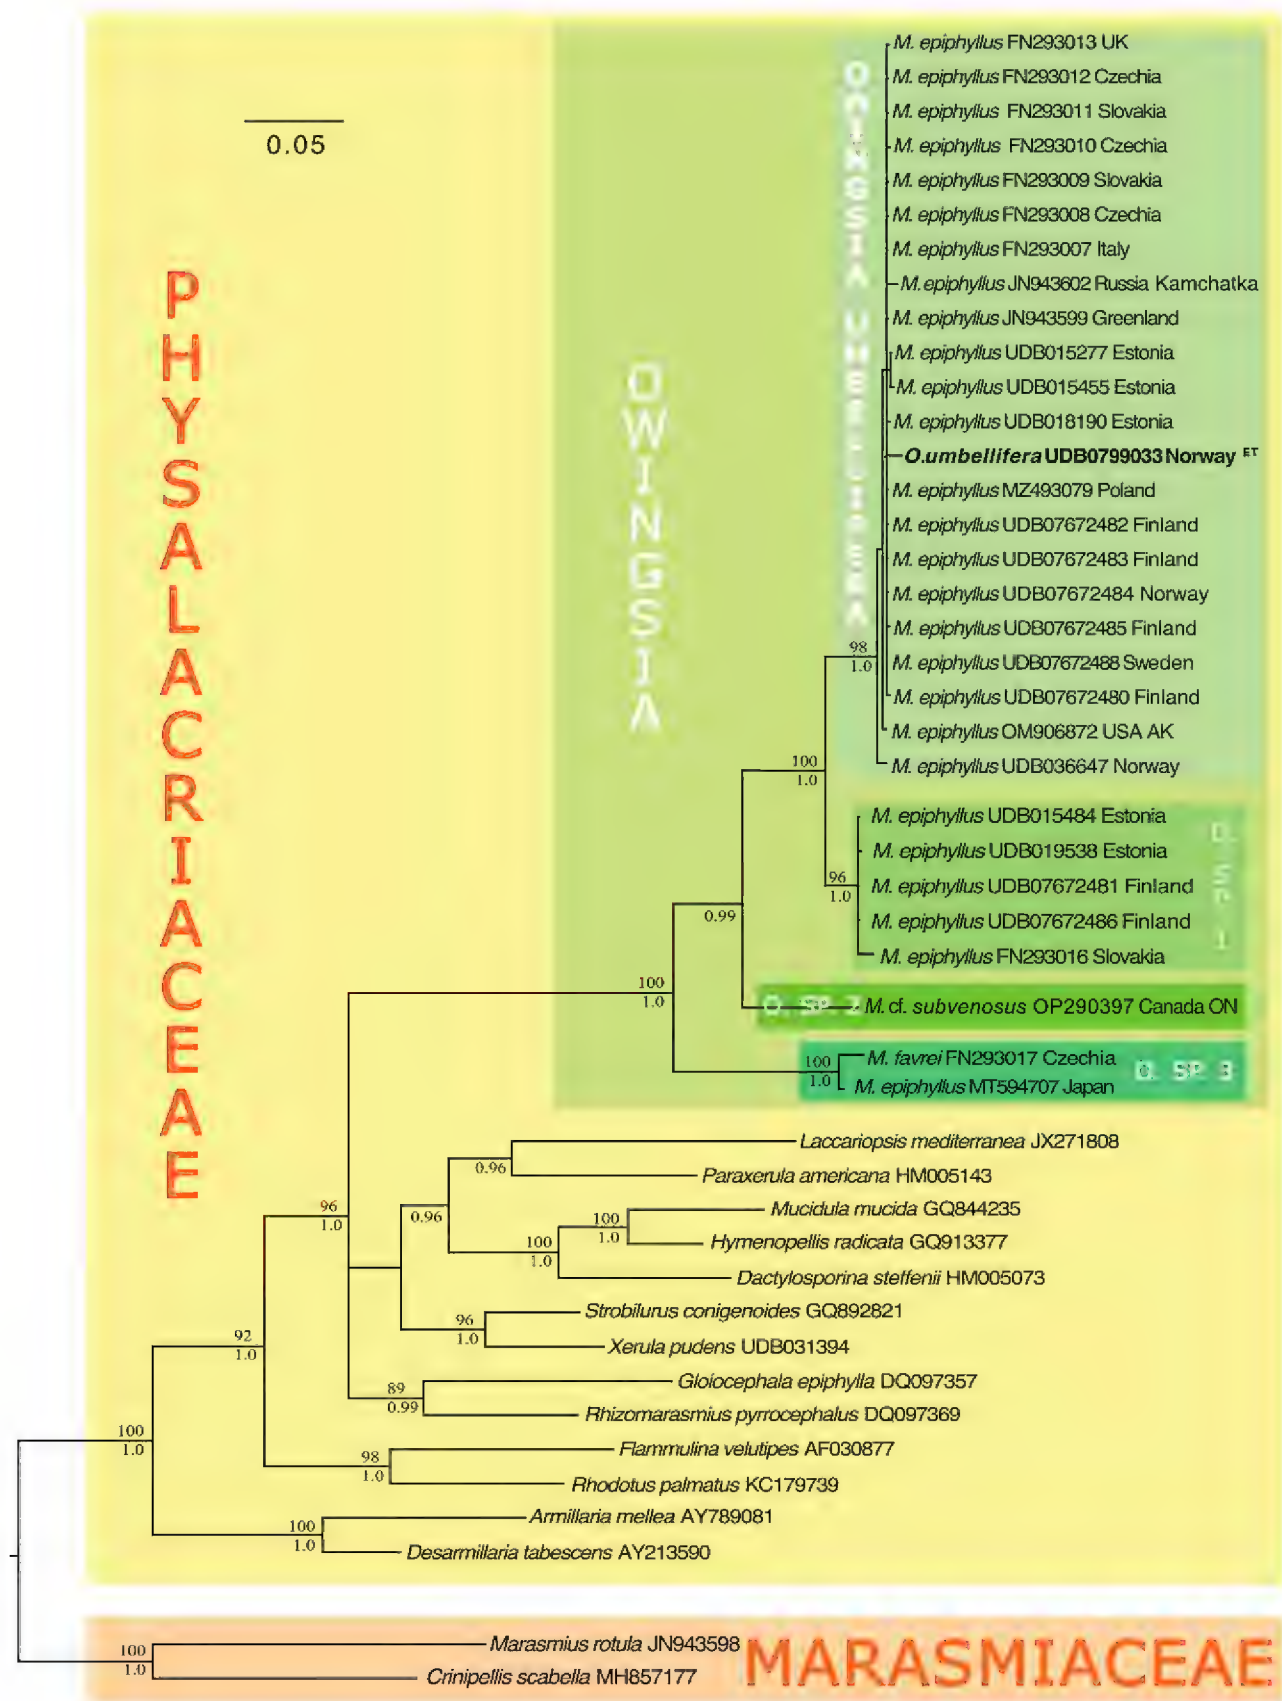 M. epiphyllus FN293013 UK
M. epiphyllus FN293012 Czechia
M. epiphyllus FN293011 Slovakia
M. epiphyllus FN293010 Czechia
M. epiphyllus FN293009 Slovakia
M. epiphyllus FN293008 Czechia
M. epiphyllus FN293007 Italy
M. epiphyllus JN943602 Russia Kamchatka
M. epiphyllus JN943599 Greenland
M. epiphyllus UDB015277 Estonia
M. epiphyllus UDB015455 Estonia
M. epiphyllus UDB018190 Estonia
O.umbellifera UDB0799033 Norway ET
M. epiphyllus MZ493079 Poland
M. epiphyllus UDB07672482 Finland
M. epiphyllus UDB07672483 Finland
M. epiphyllus UDB07672484 Norway
M. epiphyllus UDB07672485 Finland
M. epiphyllus UDB07672488 Sweden
M. epiphyllus UDB07672480 Finland
M. epiphyllus OM906872 USA AK
M. epiphyllus UDB036647 Norway
OWINGSIA UMBELLIFERA
98
1.0
100
1.0
M. epiphyllus UDB015484 Estonia
M. epiphyllus UDB019538 Estonia
M. epiphyllus UDB07672481 Finland
M. epiphyllus UDB07672486 Finland
M. epiphyllus FN293016 Slovakia
O. SP. 1
96
1.0
0.99
O. SP. 2
M. cf. subvenosus OP290397 Canada ON
100
1.0
M. favrei FN293017 Czechia
M. epiphyllus MT594707 Japan
O. SP. 3
100
1.0
OWINGSIA
0.05
PHYSALACRIACEAE
Laccariopsis mediterranea JX271808
Paraxerula americana HM005143
0.96
0.96
Mucidula mucida GQ844235
Hymenopellis radicata GQ913377
100
1.0
100
1.0
Dactylosporina steffenii HM005073
Strobilurus conigenoides GQ892821
Xerula pudens UDB031394
96
1.0
96
1.0
Gloiocephala epiphylla DQ097357
Rhizomarasmius pyrrocephalus DQ097369
89
0.99
92
1.0
Flammulina velutipes AF030877
Rhodotus palmatus KC179739
98
1.0
100
1.0
Armillaria mellea AY789081
Desarmillaria tabescens AY213590
100
1.0
Marasmius rotula JN943598
Crinipellis scabella MH857177
100
1.0
MARASMIACEAE